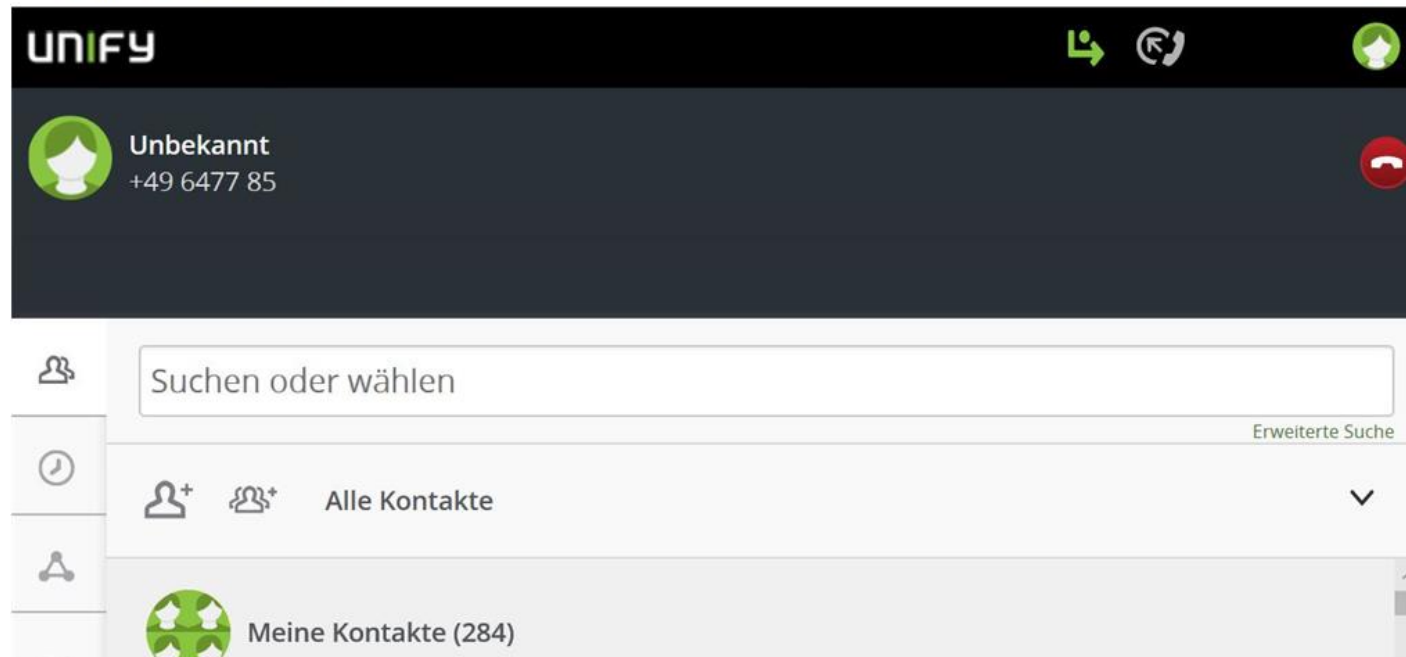 UNIFY
Unbekannt
+49 6477 85
Suchen oder wählen
Erweiterte Suche
Alle Kontakte
Meine Kontakte (284)